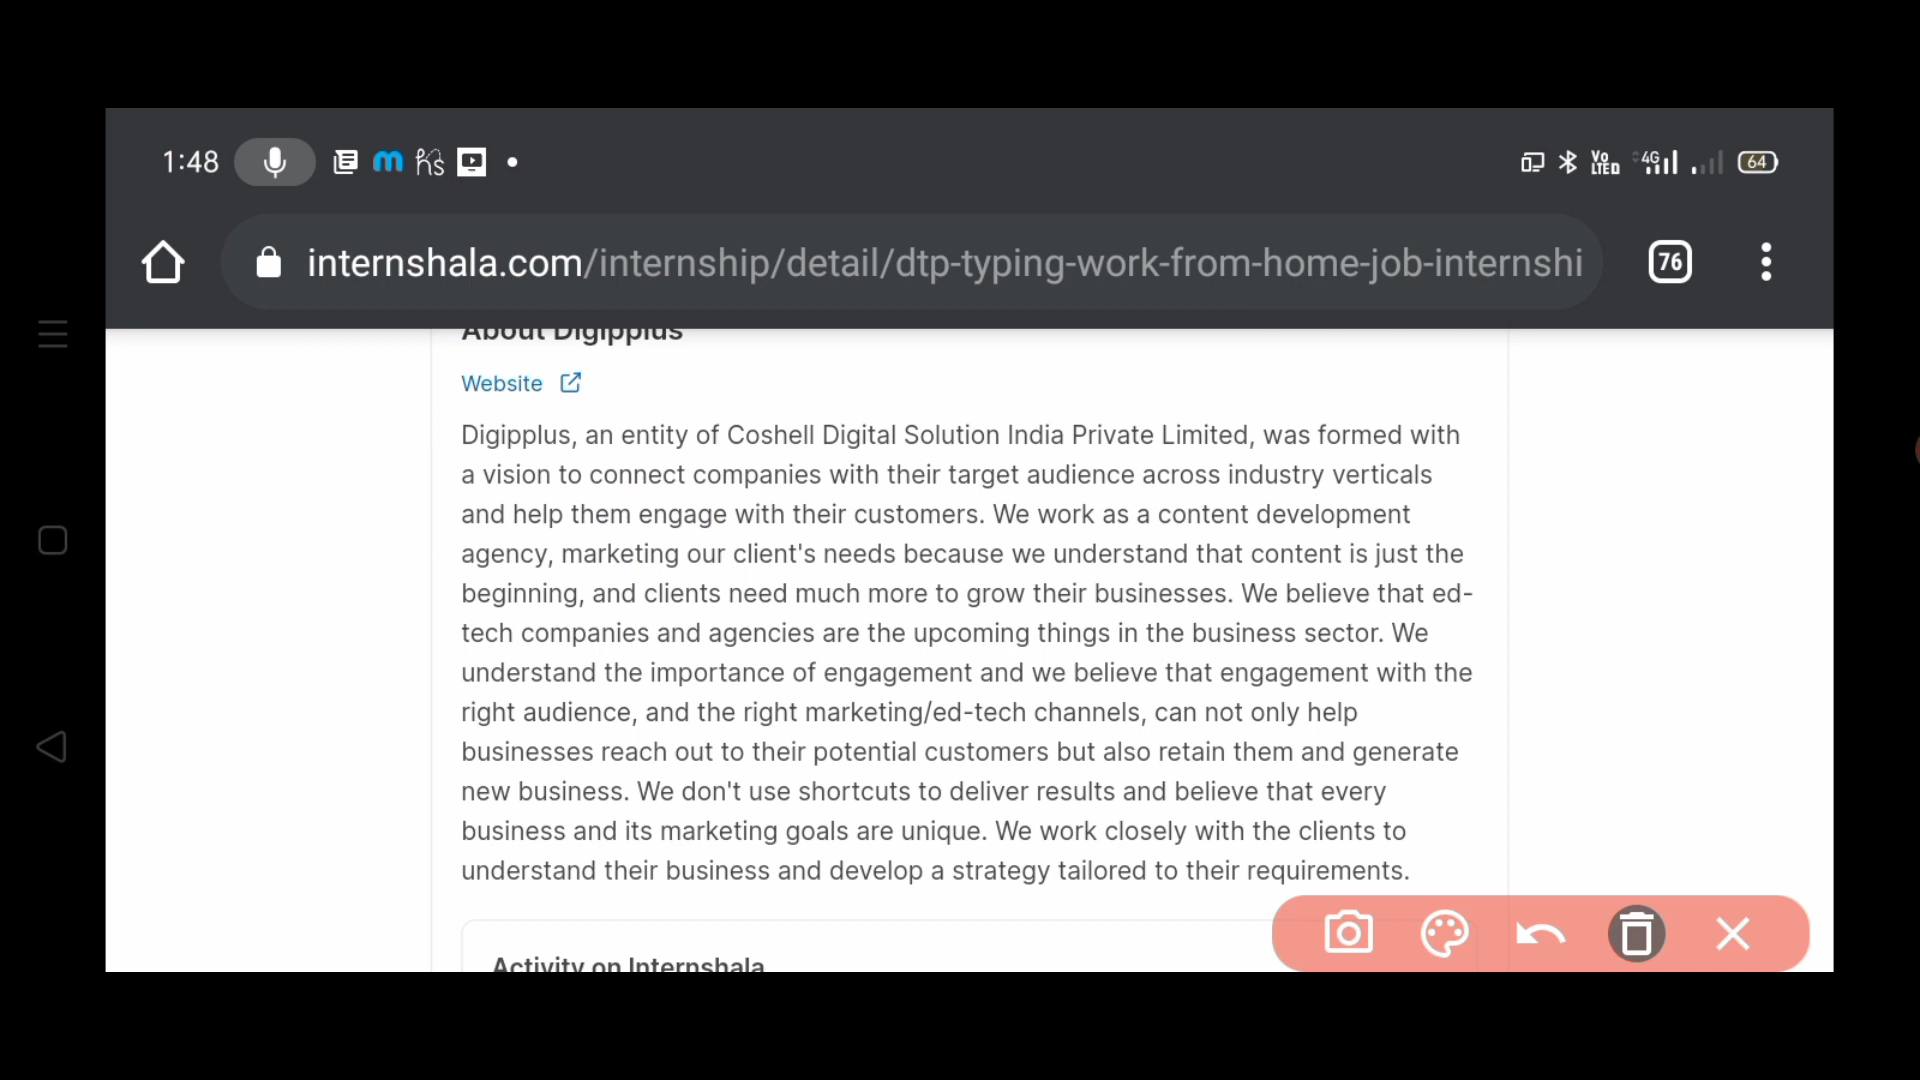 1:48
64
internshala.com/internship/detail/dtp-typing-work-from-home-job-internshi
76
About Digipplus
Website
Digipplus, an entity of Coshell Digital Solution India Private Limited, was formed with
a vision to connect companies with their target audience across industry verticals
and help them engage with their customers. We work as a content development
agency, marketing our client's needs because we understand that content is just the
beginning, and clients need much more to grow their businesses. We believe that ed-
tech companies and agencies are the upcoming things in the business sector. We
understand the importance of engagement and we believe that engagement with the
right audience, and the right marketing/ed-tech channels, can not only help
businesses reach out to their potential customers but also retain them and generate
new business. We don't use shortcuts to deliver results and believe that every
business and its marketing goals are unique. We work closely with the clients to
understand their business and develop a strategy tailored to their requirements.
Activity on Internshala